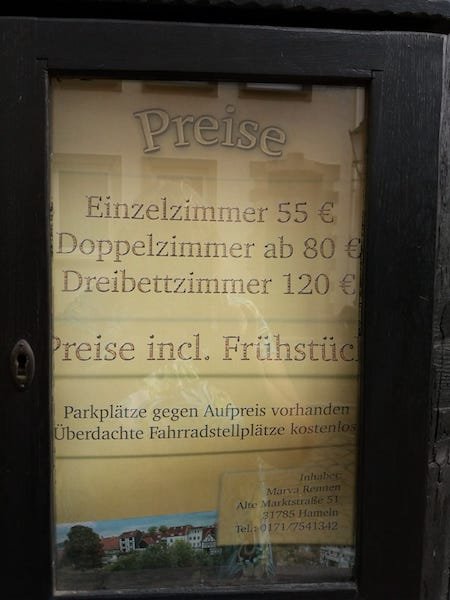 Preise
Einzelzimmer 55 €
Doppelzimmer ab 80 €
Dreibettzimmer 120 €
Preise incl. Frühstück
Parkplätze gegen Aufpreis vorhanden
Überdachte Fahrradstellplätze kostenlos
Inhaber
Marva Rennen
Alte Marktstraße 51
31785 Hameln
Tel.: 0171/7541342